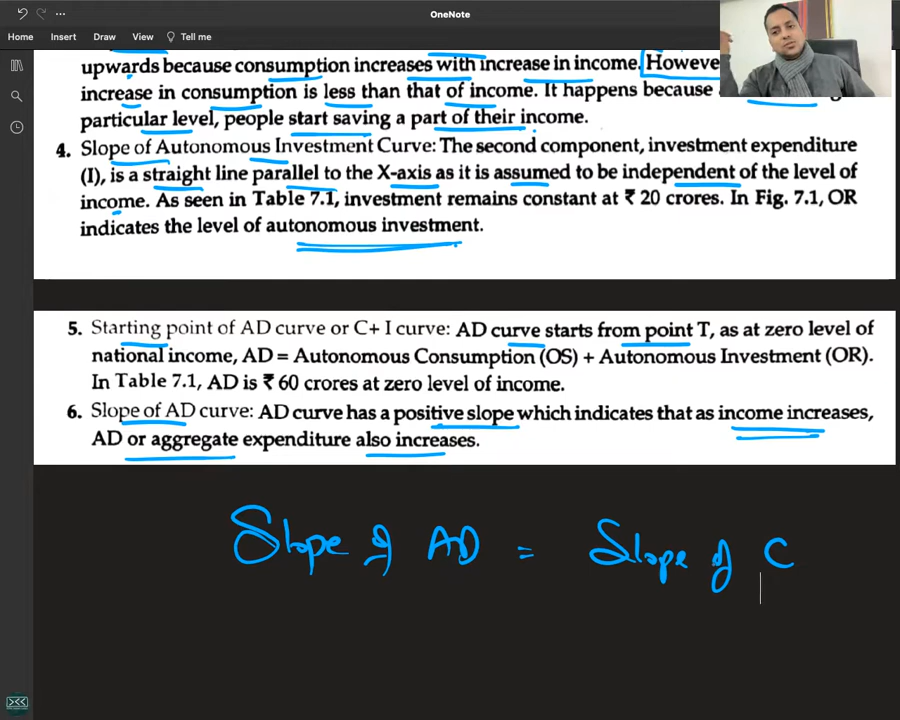 OneNote
Home Insert Draw View Tell me
upwards because consumption increases with increase in income. However
increase in consumption is less than that of income. It happens because
particular level, people start saving a part of their income.
4. Slope of Autonomous Investment Curve: The second component, investment expenditure
(I), is a straight line parallel to the X-axis as it is assumed to be independent of the level of
income. As seen in Table 7.1, investment remains constant at ₹ 20 crores. In Fig. 7.1, OR
indicates the level of autonomous investment.
5. Starting point of AD curve or C+ I curve: AD curve starts from point T, as at zero level of
national income, AD = Autonomous Consumption (OS) + Autonomous Investment (OR).
In Table 7.1, AD is ₹ 60 crores at zero level of income.
6. Slope of AD curve: AD curve has a positive slope which indicates that as income increases,
AD or aggregate expenditure also increases.
Slope of AD = Slope of C